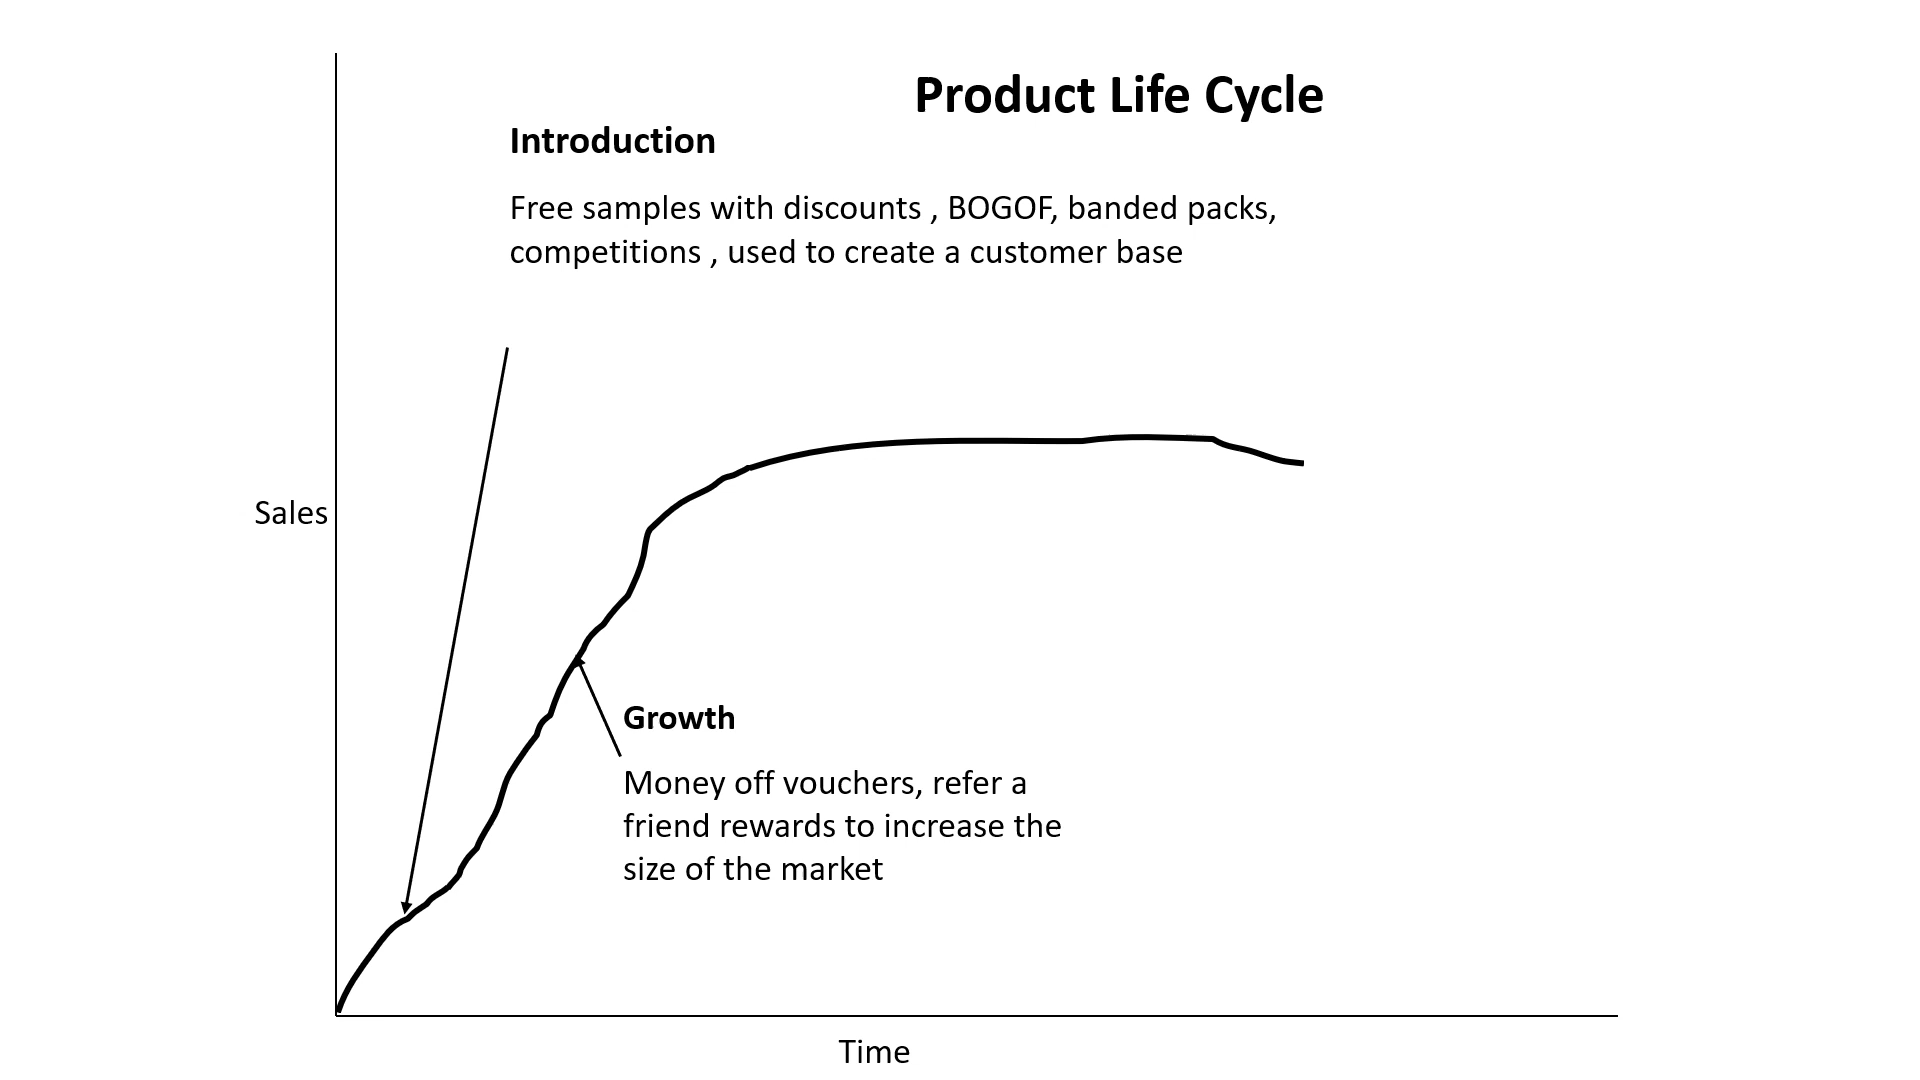 Product Life Cycle
Introduction
Free samples with discounts , BOGOF, banded packs,
competitions , used to create a customer base
Sales
Growth
Money off vouchers, refer a
friend rewards to increase the
size of the market
Time